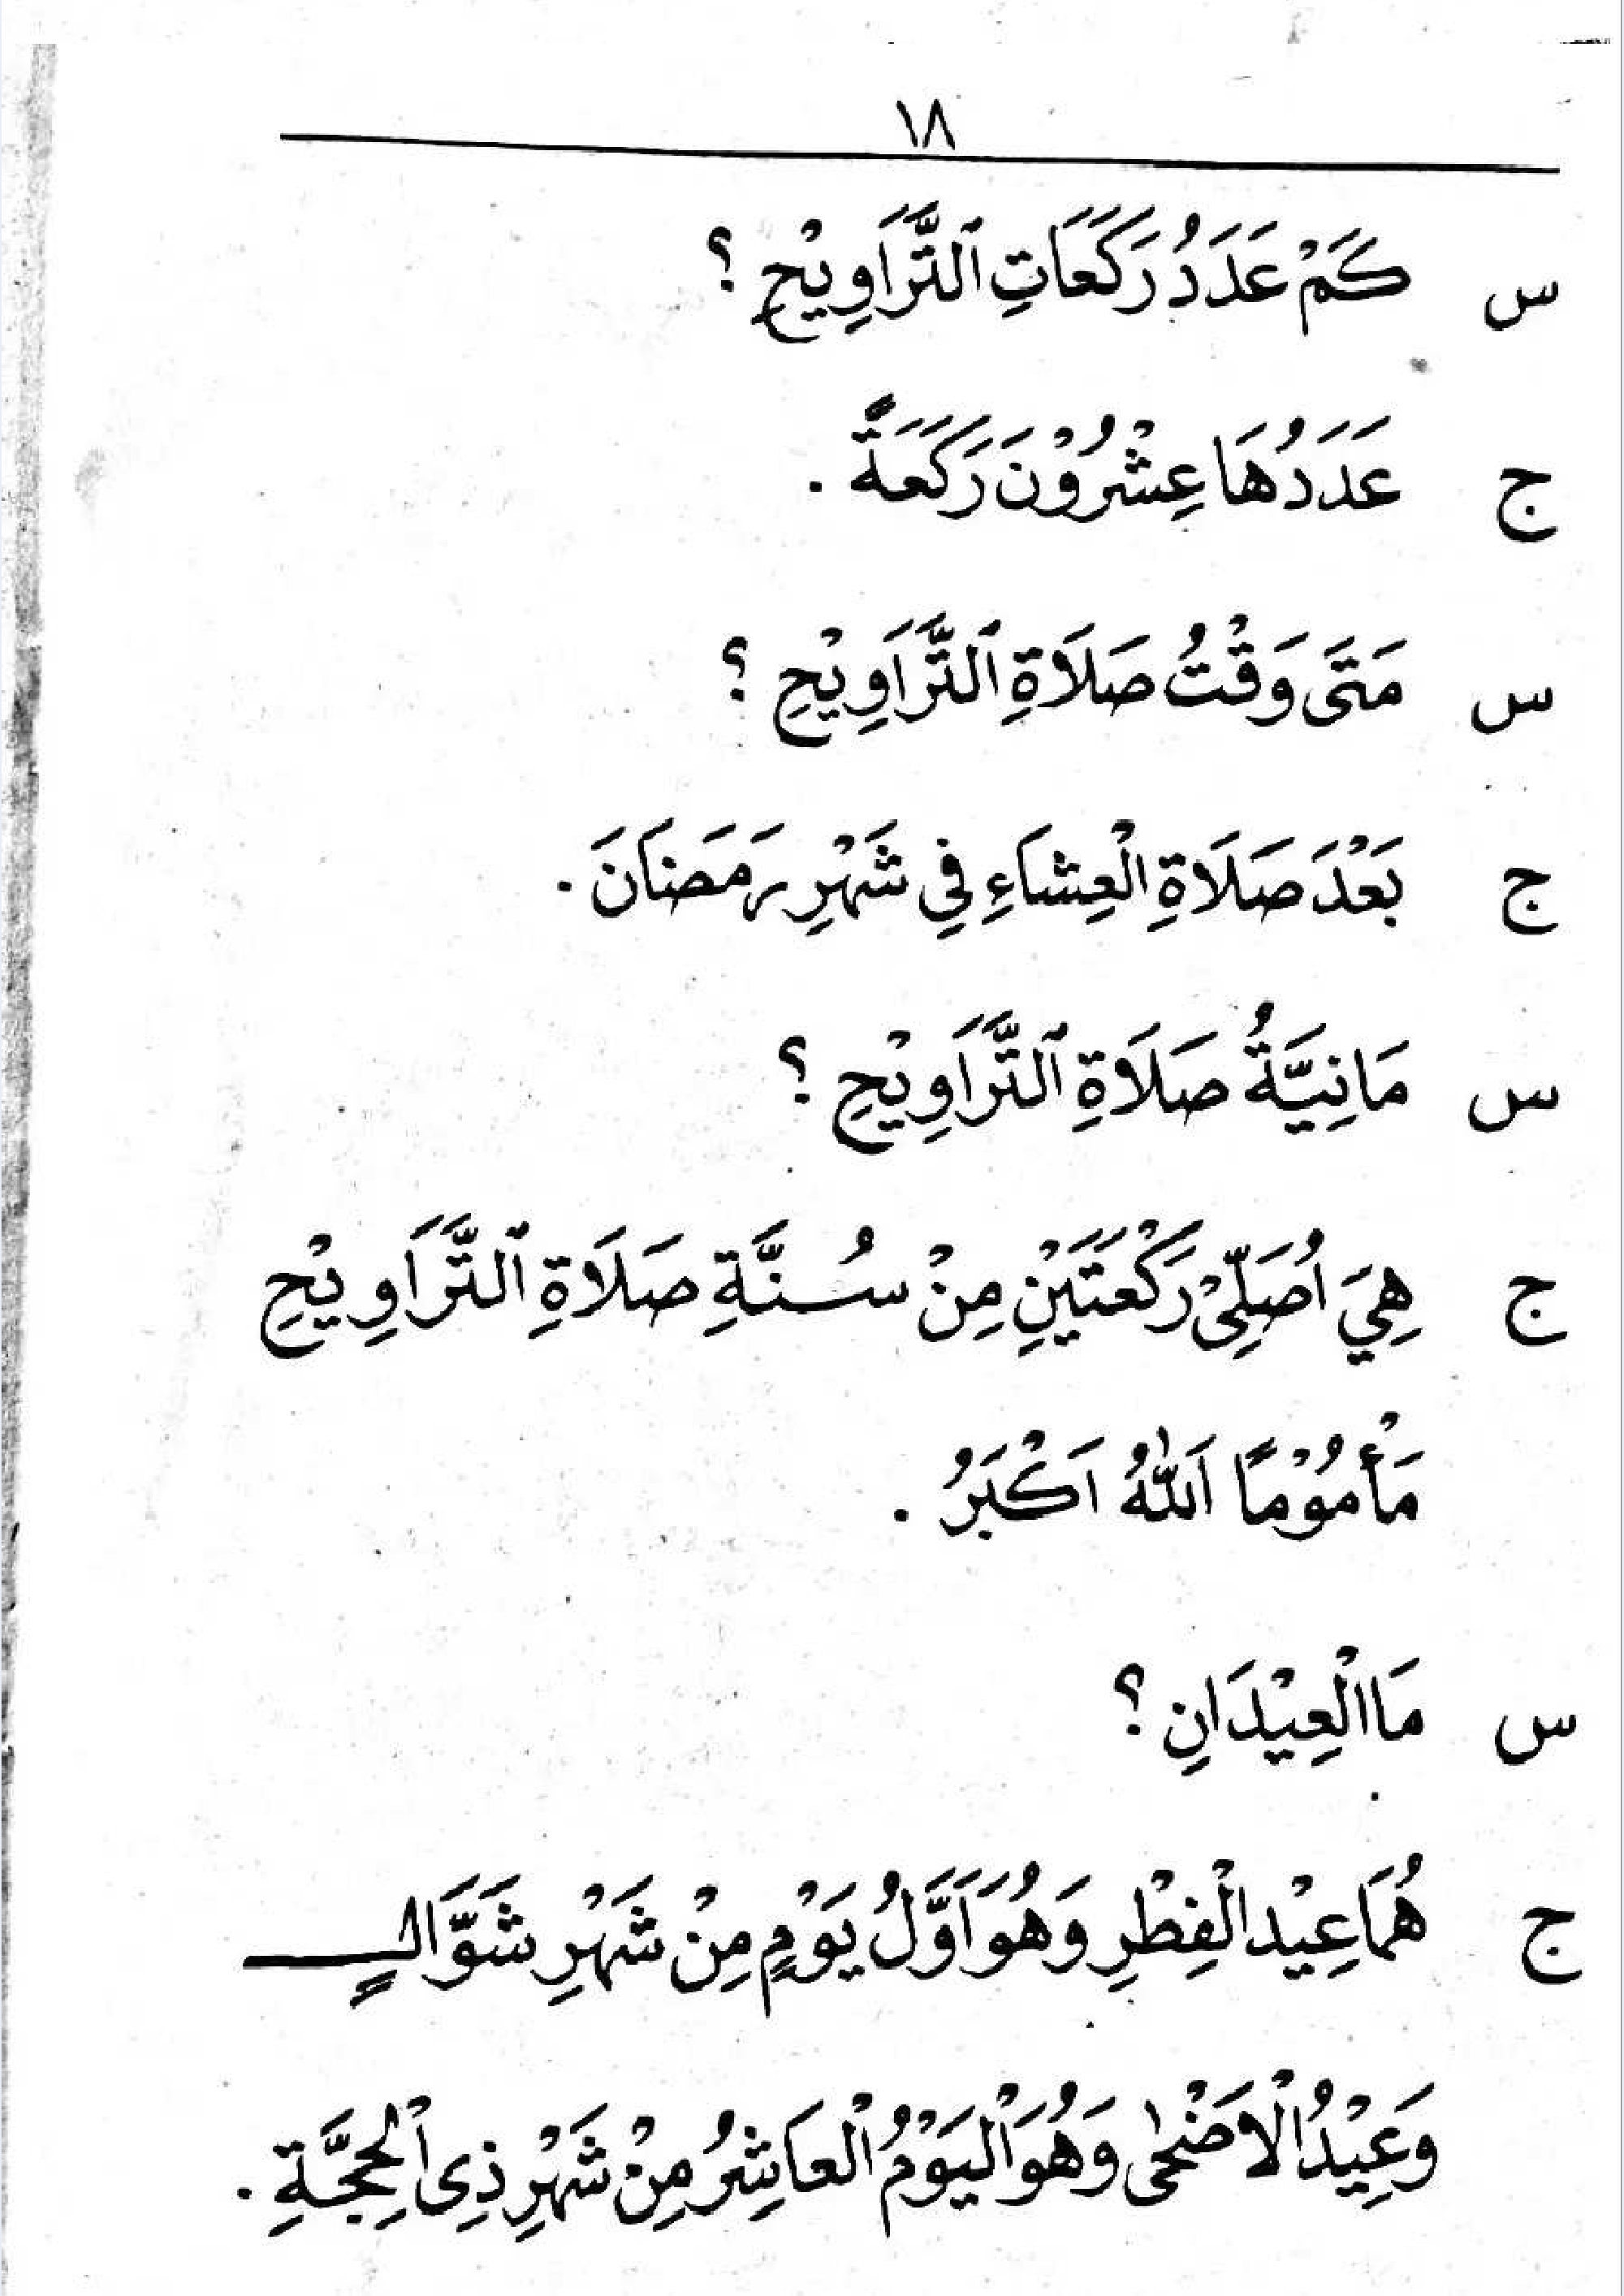 ١٨
س كَمْ عَدَدُ رَكَعَاتِ ٱلتَّرَاوِيْحِ ؟
ج عَدَدُهَا عِشْرُوْنَ رَكَعَةً .
س مَتَى وَقْتُ صَلَاةِ ٱلتَّرَاوِيْحِ ؟
ج بَعْدَ صَلَاةِ الْعِشَاءِ فِي شَهْرِ رَمَضَانَ .
س مَا نِيَّةُ صَلَاةِ ٱلتَّرَاوِيْحِ ؟
ج هِيَ اُصَلِّىْ رَكْعَتَيْنِ مِنْ سُنَّةِ صَلَاةِ ٱلتَّرَاوِيْحِ
مَأْمُوْمًا اَللّٰهُ اَكْبَرُ .
س مَا الْعِيْدَانِ ؟
ج هُمَا عِيْد الْفِطْرِ وَهُوَ اَوَّلُ يَوْمٍ مِنْ شَهْرِ شَوَّالٍ
وَعِيْدُ الْاَضْحٰى وَهُوَ الْيَوْمُ الْعَاشِرُ مِنْ شَهْرِ ذِى الْحِجَّةِ .